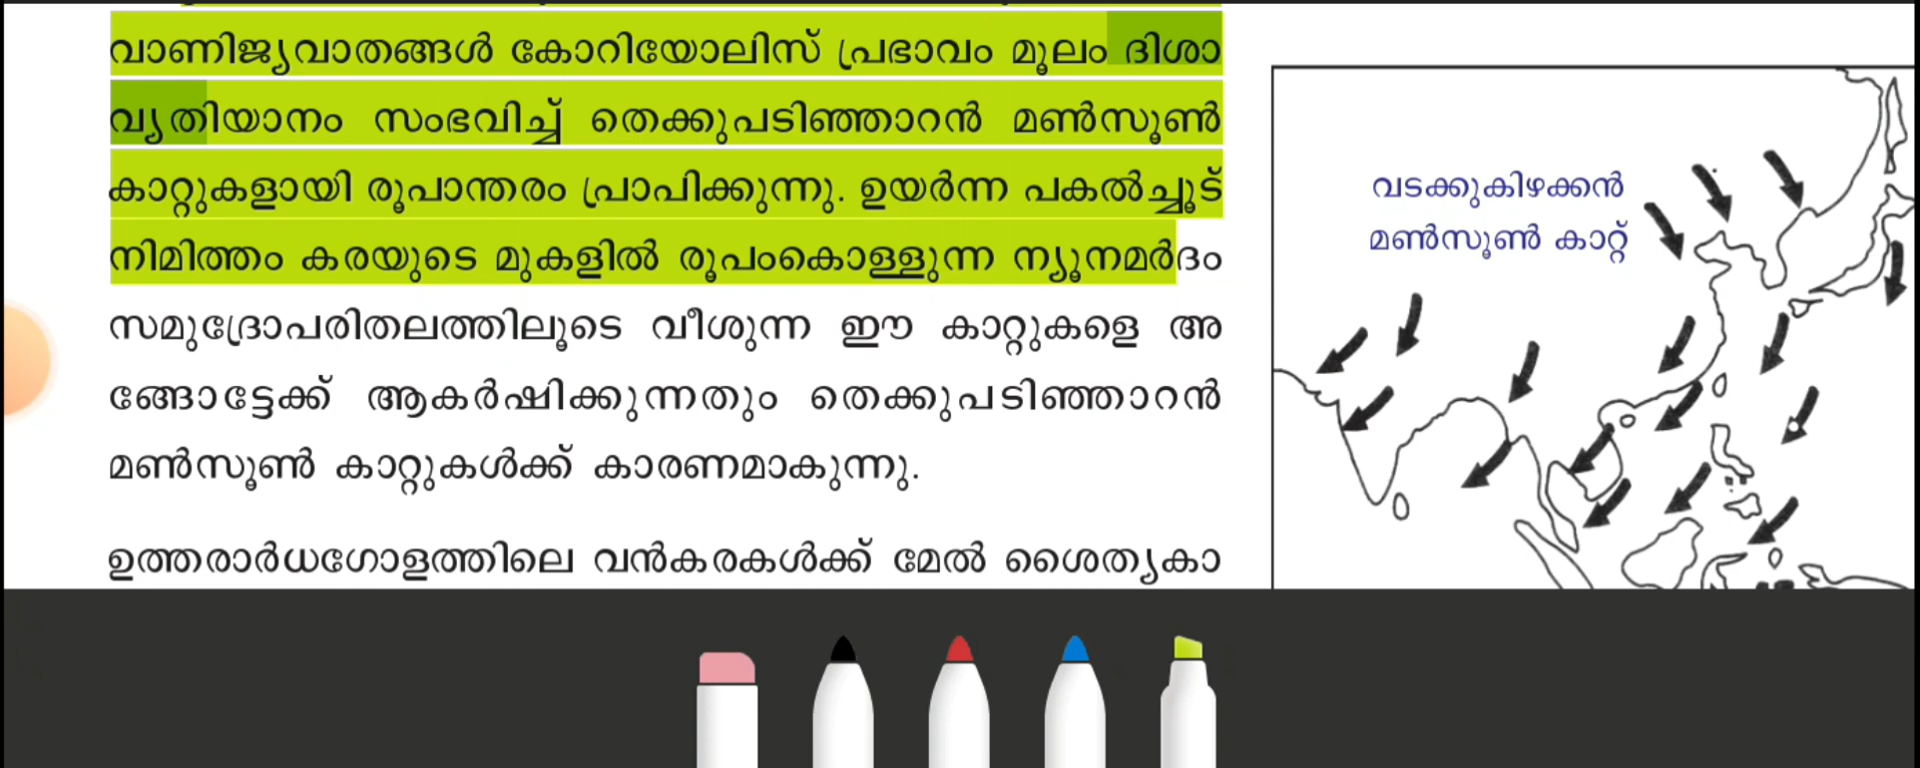 വാണിജ്യവാതങ്ങൾ കോറിയോലിസ് പ്രഭാവം മൂലം ദിശാ
വ്യതിയാനം സംഭവിച്ച് തെക്കുപടിഞ്ഞാറൻ മൺസൂൺ
കാറ്റുകളായി രൂപാന്തരം പ്രാപിക്കുന്നു. ഉയർന്ന പകൽച്ചൂട്
നിമിത്തം കരയുടെ മുകളിൽ രൂപംകൊള്ളുന്ന ന്യൂനമർദം
സമുദ്രോപരിതലത്തിലൂടെ വീശുന്ന ഈ കാറ്റുകളെ അ
ങ്ങോട്ടേക്ക് ആകർഷിക്കുന്നതും തെക്കുപടിഞ്ഞാറൻ
മൺസൂൺ കാറ്റുകൾക്ക് കാരണമാകുന്നു.
ഉത്തരാർധഗോളത്തിലെ വൻകരകൾക്ക് മേൽ ശൈത്യകാ
വടക്കുകിഴക്കൻ
മൺസൂൺ കാറ്റ്